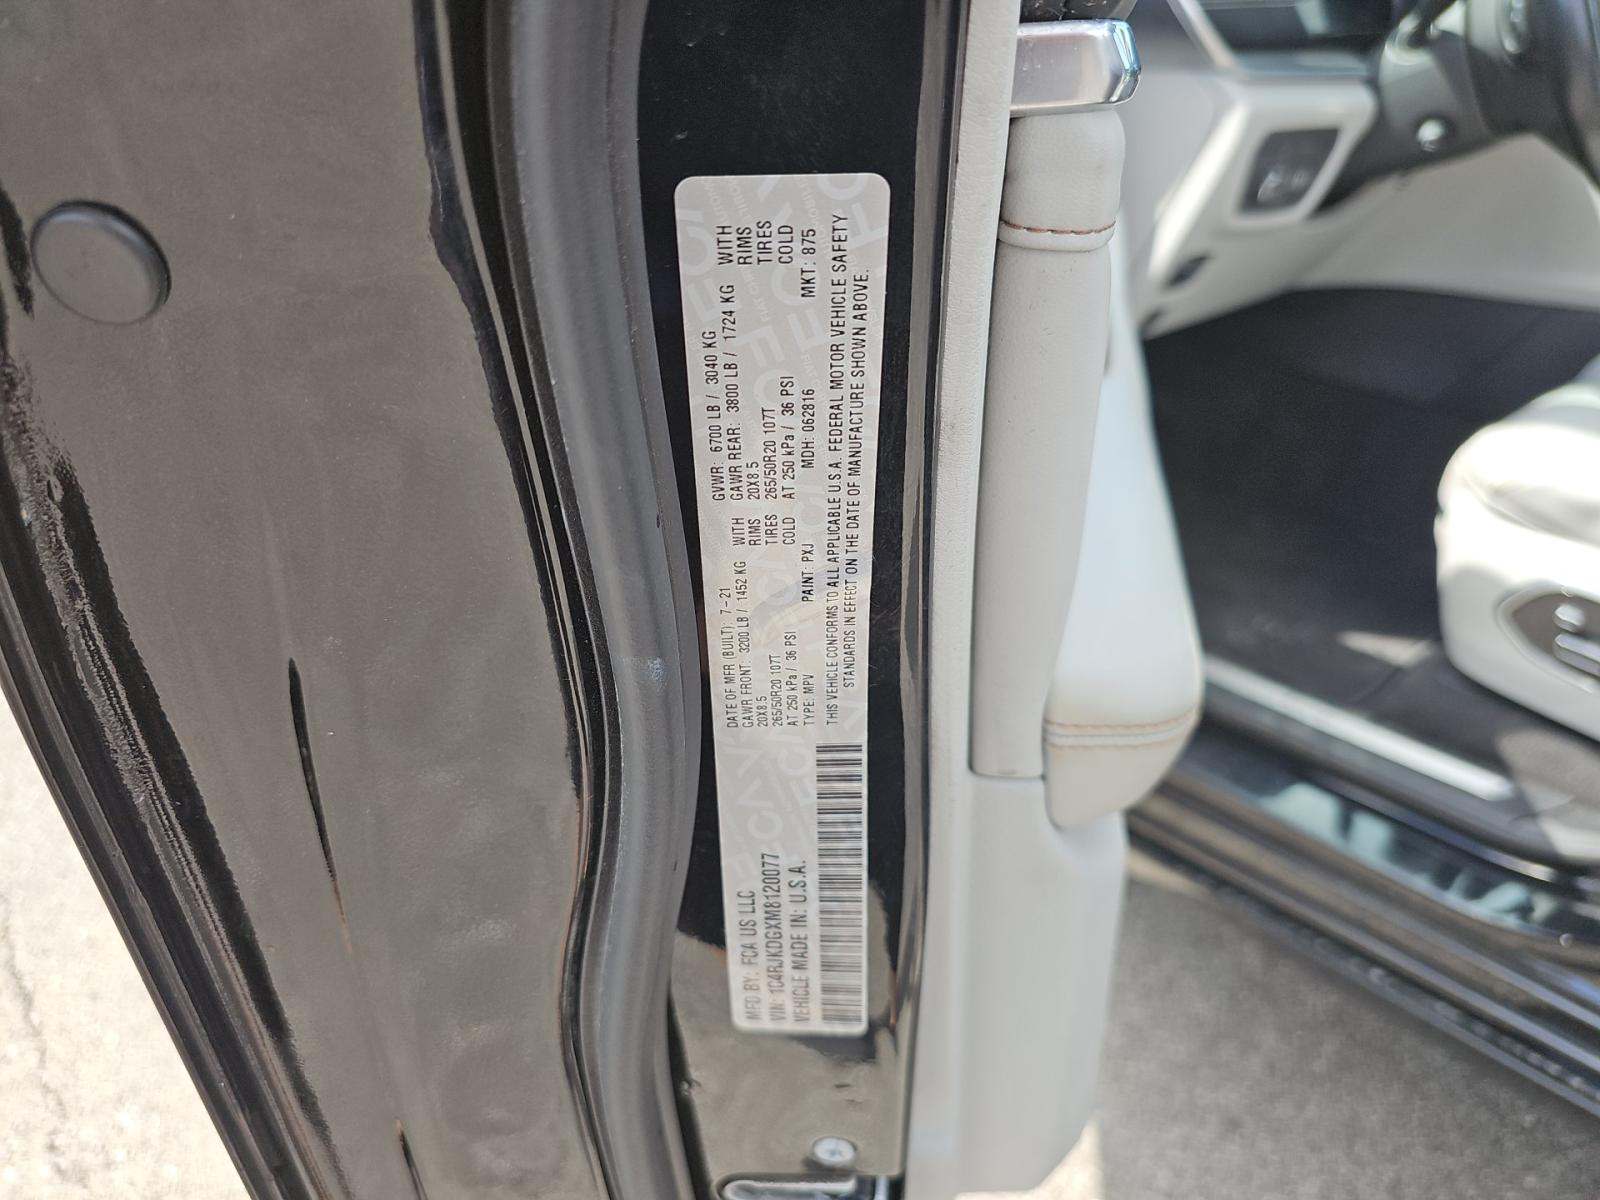 MFD BY: FCA US LLC
VIN: 1C4RJKDGXM8120077
VEHICLE MADE IN: U.S.A.
DATE OF MFR (BUILT): 7-21
GAWR FRONT: 3200 LB / 1452 KG WITH
20X8.5 RIMS
265/50R20 107T TIRES
AT 250 kPa / 36 PSI COLD
GVWR: 6700 LB / 3040 KG
GAWR REAR: 3800 LB / 1724 KG WITH
20X8.5 RIMS
265/50R20 107T TIRES
AT 250 kPa / 36 PSI COLD
TYPE: MPV PAINT: PXJ MDH: 062816 MKT: 875
THIS VEHICLE CONFORMS TO ALL APPLICABLE U.S.A. FEDERAL MOTOR VEHICLE SAFETY
STANDARDS IN EFFECT ON THE DATE OF MANUFACTURE SHOWN ABOVE.